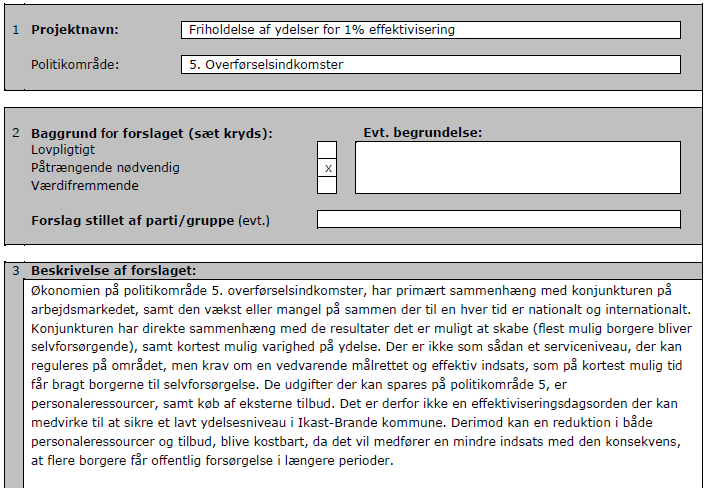 1 Projektnavn: Friholdelse af ydelser for 1% effektivisering
Politikområde: 5. Overførselsindkomster
2 Baggrund for forslaget (sæt kryds): Evt. begrundelse:
Lovpligtigt
Påtrængende nødvendig x
Værdifremmende
Forslag stillet af parti/gruppe (evt.)
3 Beskrivelse af forslaget:
Økonomien på politikområde 5. overførselsindkomster, har primært sammenhæng med konjunkturen på
arbejdsmarkedet, samt den vækst eller mangel på sammen der til en hver tid er nationalt og internationalt.
Konjunkturen har direkte sammenhæng med de resultater det er muligt at skabe (flest mulig borgere bliver
selvforsørgende), samt kortest mulig varighed på ydelse. Der er ikke som sådan et serviceniveau, der kan
reguleres på området, men krav om en vedvarende målrettet og effektiv indsats, som på kortest mulig tid
får bragt borgerne til selvforsørgelse. De udgifter der kan spares på politikområde 5, er
personaleressourcer, samt køb af eksterne tilbud. Det er derfor ikke en effektiviseringsdagsorden der kan
medvirke til at sikre et lavt ydelsesniveau i Ikast-Brande kommune. Derimod kan en reduktion i både
personaleressourcer og tilbud, blive kostbart, da det vil medfører en mindre indsats med den konsekvens,
at flere borgere får offentlig forsørgelse i længere perioder.